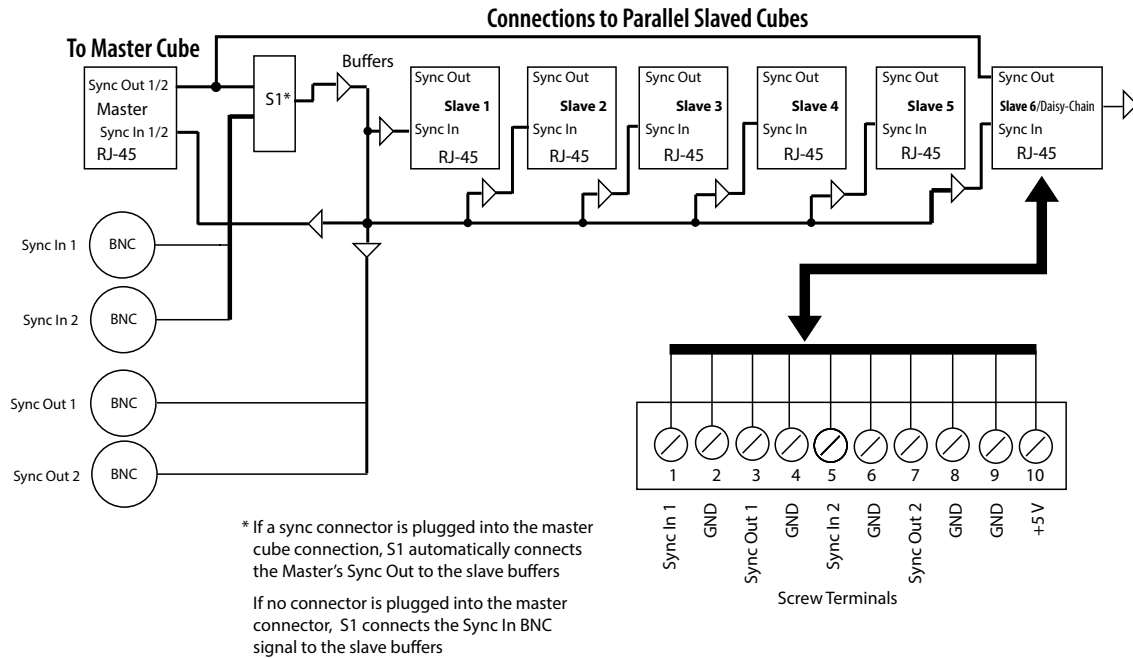 Connections to Parallel Slaved Cubes
To Master Cube
Buffers
Sync Out 1/2
Master
Sync In 1/2
RJ-45
S1*
Sync Out
Slave 1
Sync In
RJ-45
Sync Out
Slave 2
Sync In
RJ-45
Sync Out
Slave 3
Sync In
RJ-45
Sync Out
Slave 4
Sync In
RJ-45
Sync Out
Slave 5
Sync In
RJ-45
Sync Out
Slave 6/Daisy-Chain
Sync In
RJ-45
Sync In 1
BNC
Sync In 2
BNC
Sync Out 1
BNC
Sync Out 2
BNC
1 2 3 4 5 6 7 8 9 10
Sync In 1
GND
Sync Out 1
GND
Sync In 2
GND
Sync Out 2
GND
GND
+5 V
Screw Terminals
* If a sync connector is plugged into the master
cube connection, S1 automatically connects
the Master's Sync Out to the slave buffers
If no connector is plugged into the master
connector, S1 connects the Sync In BNC
signal to the slave buffers